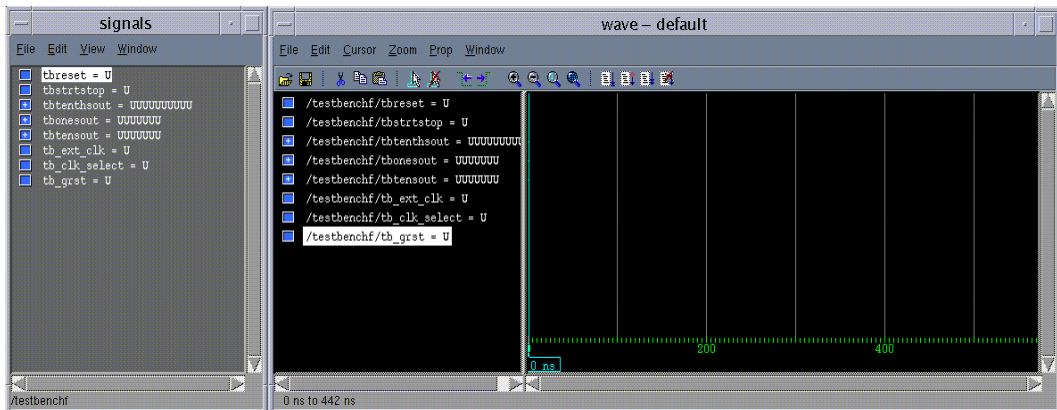 signals
File Edit View Window
tbreset = U
tbstrtstop = U
tbtenthsout = UUUUUUUUUU
tbonesout = UUUUUUU
tbtensout = UUUUUUU
tb_ext_clk = U
tb_clk_select = U
tb_grst = U
/testbenchf
wave – default
File Edit Cursor Zoom Prop Window
/testbenchf/tbreset = U
/testbenchf/tbstrtstop = U
/testbenchf/tbtenthsout = UUUUUUUUU
/testbenchf/tbonesout = UUUUUUU
/testbenchf/tbtensout = UUUUUUU
/testbenchf/tb_ext_clk = U
/testbenchf/tb_clk_select = U
/testbenchf/tb_grst = U
200 400
0 ns
0 ns to 442 ns